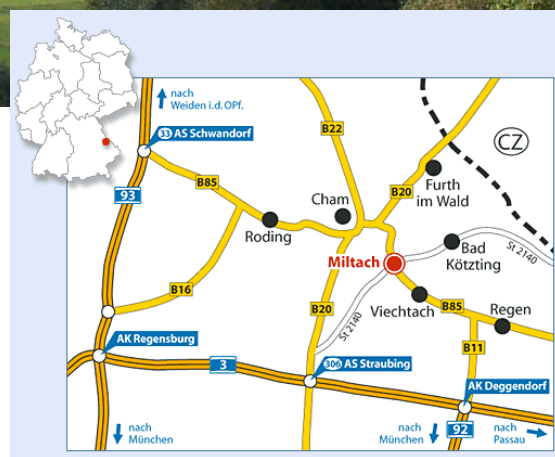 nach
Weiden i.d. OPf.
33 AS Schwandorf
B22
CZ
93
B85
B20
Furth
im Wald
Cham
Roding
Miltach
Bad
Kötzting
St 2140
B16
B20
St 2140
Viechtach
B85
Regen
B11
AK Regensburg
3
306 AS Straubing
AK Deggendorf
nach
München
nach
München
92
nach
Passau